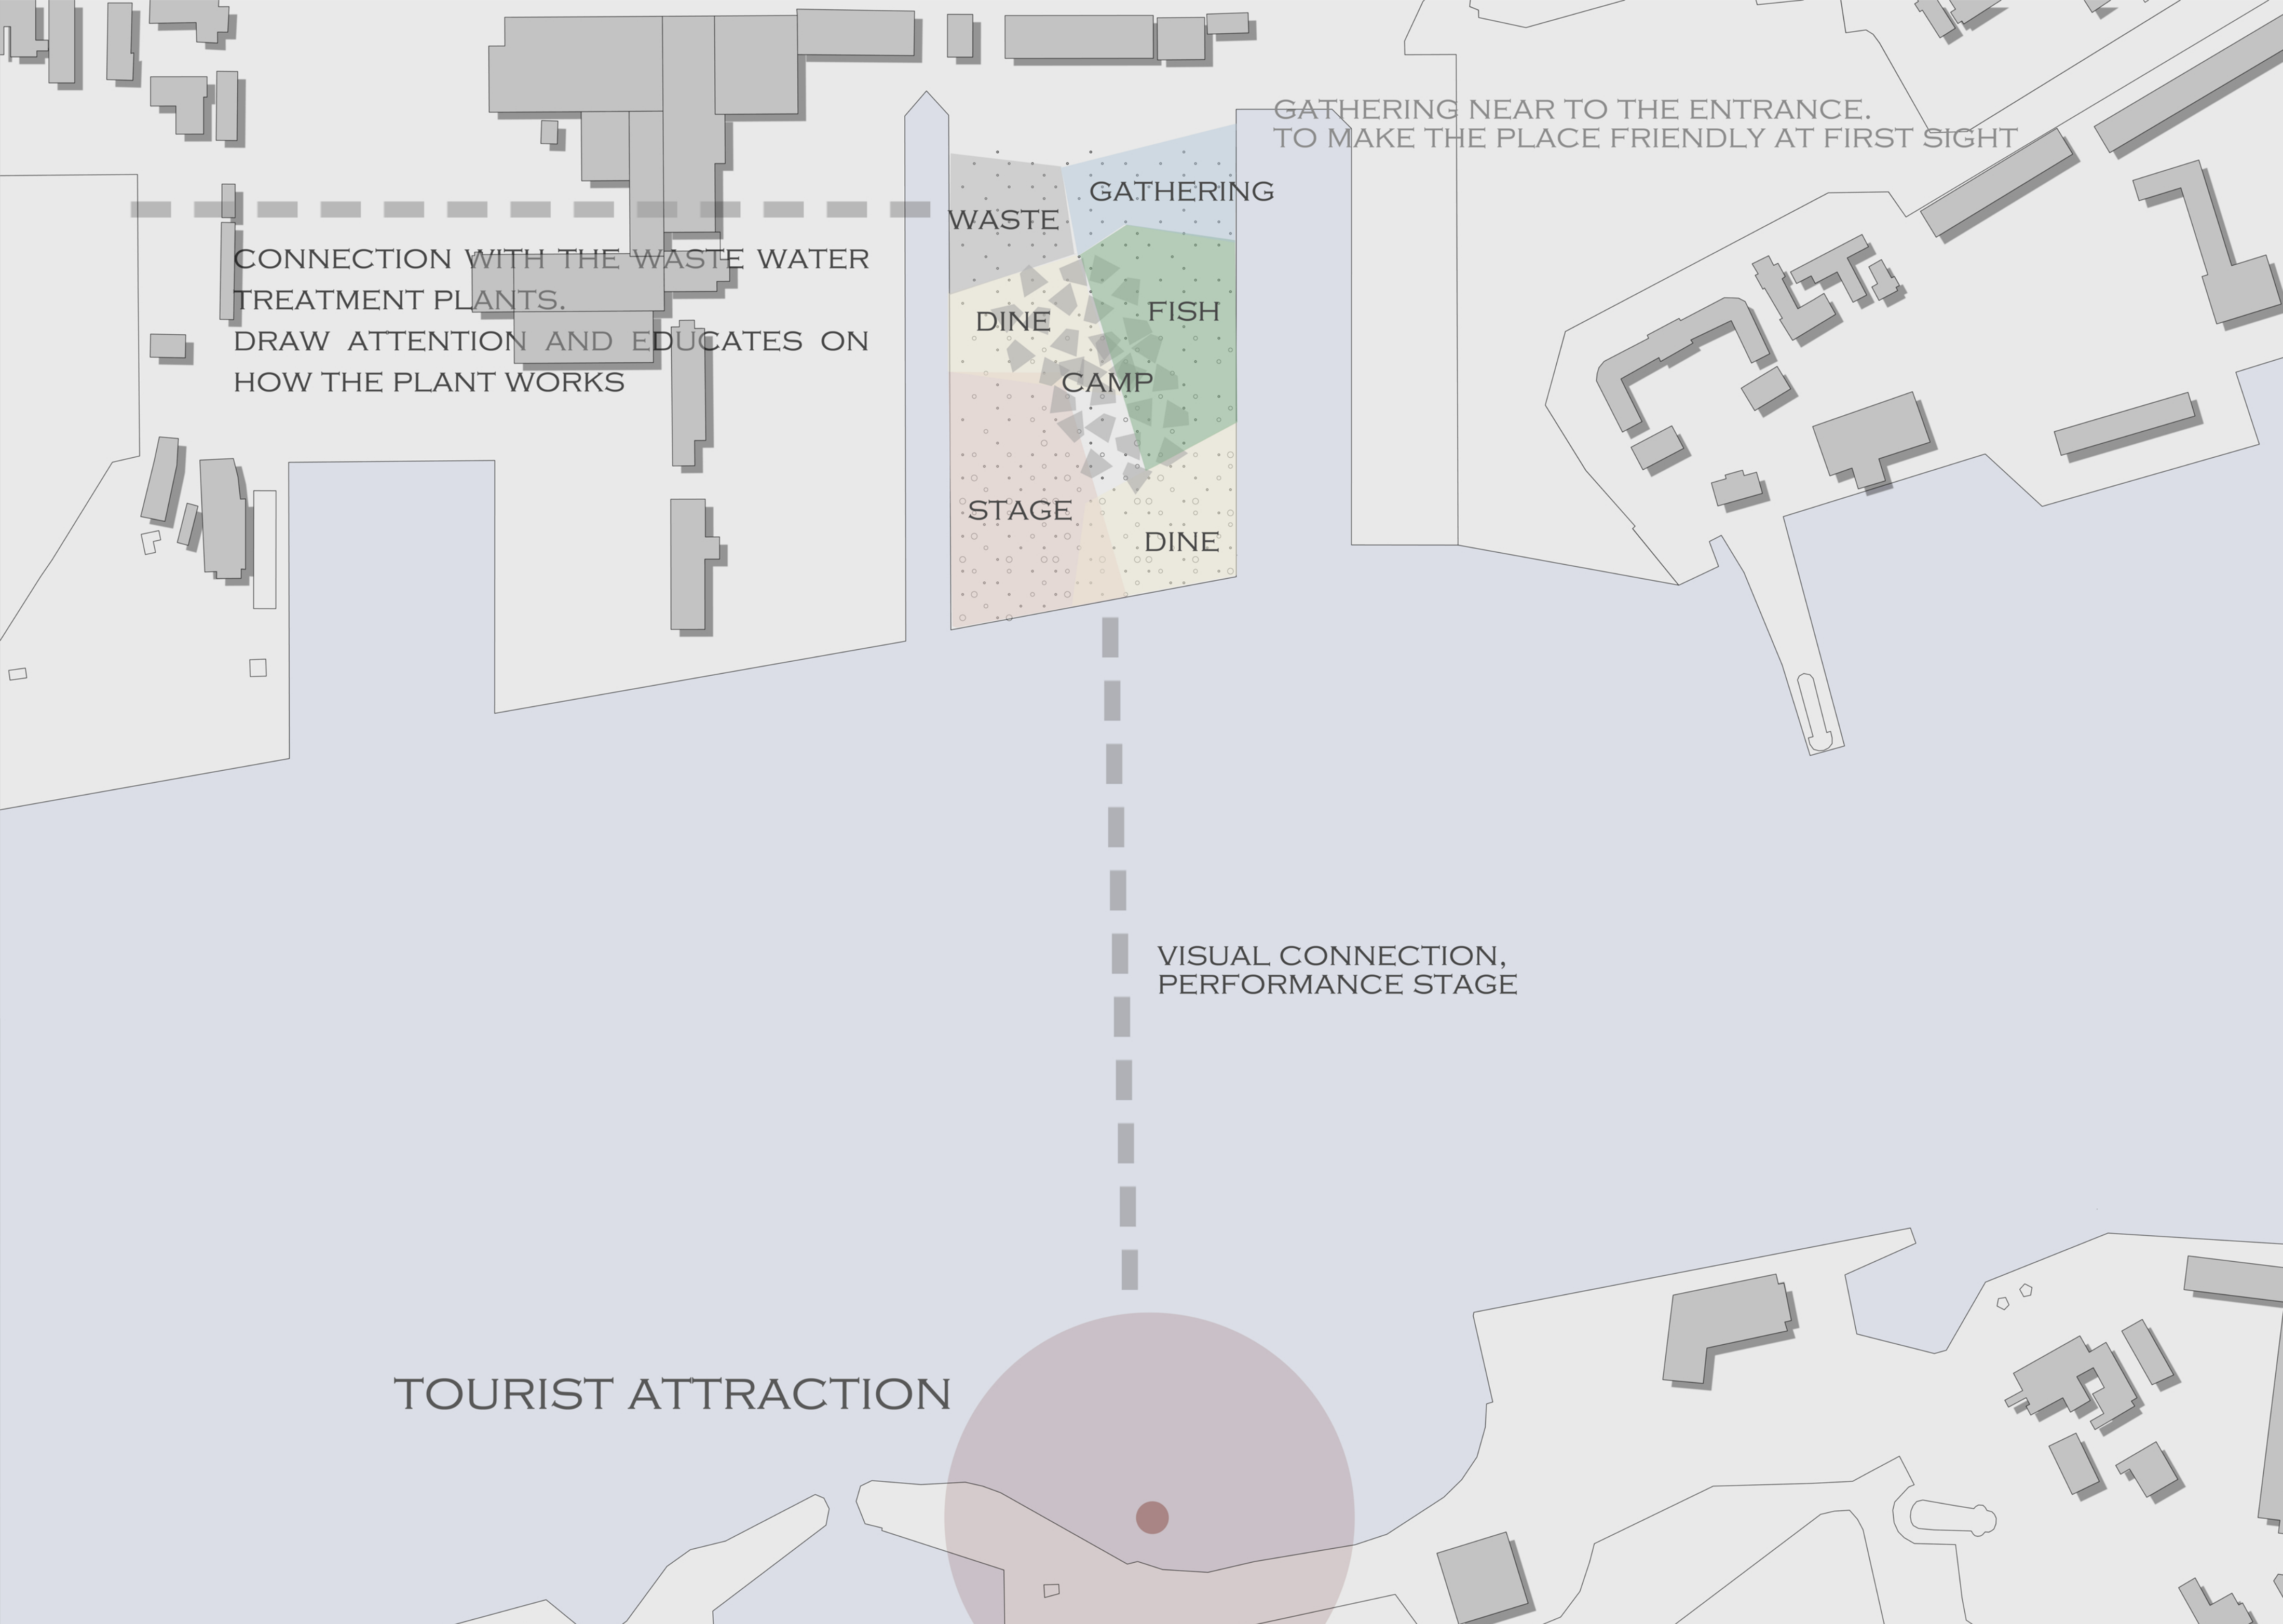 GATHERING NEAR TO THE ENTRANCE.
TO MAKE THE PLACE FRIENDLY AT FIRST SIGHT
GATHERING
WASTE
CONNECTION WITH THE WASTE WATER
TREATMENT PLANTS.
DRAW ATTENTION AND EDUCATES ON
HOW THE PLANT WORKS
FISH
DINE
CAMP
STAGE
DINE
VISUAL CONNECTION,
PERFORMANCE STAGE
TOURIST ATTRACTION